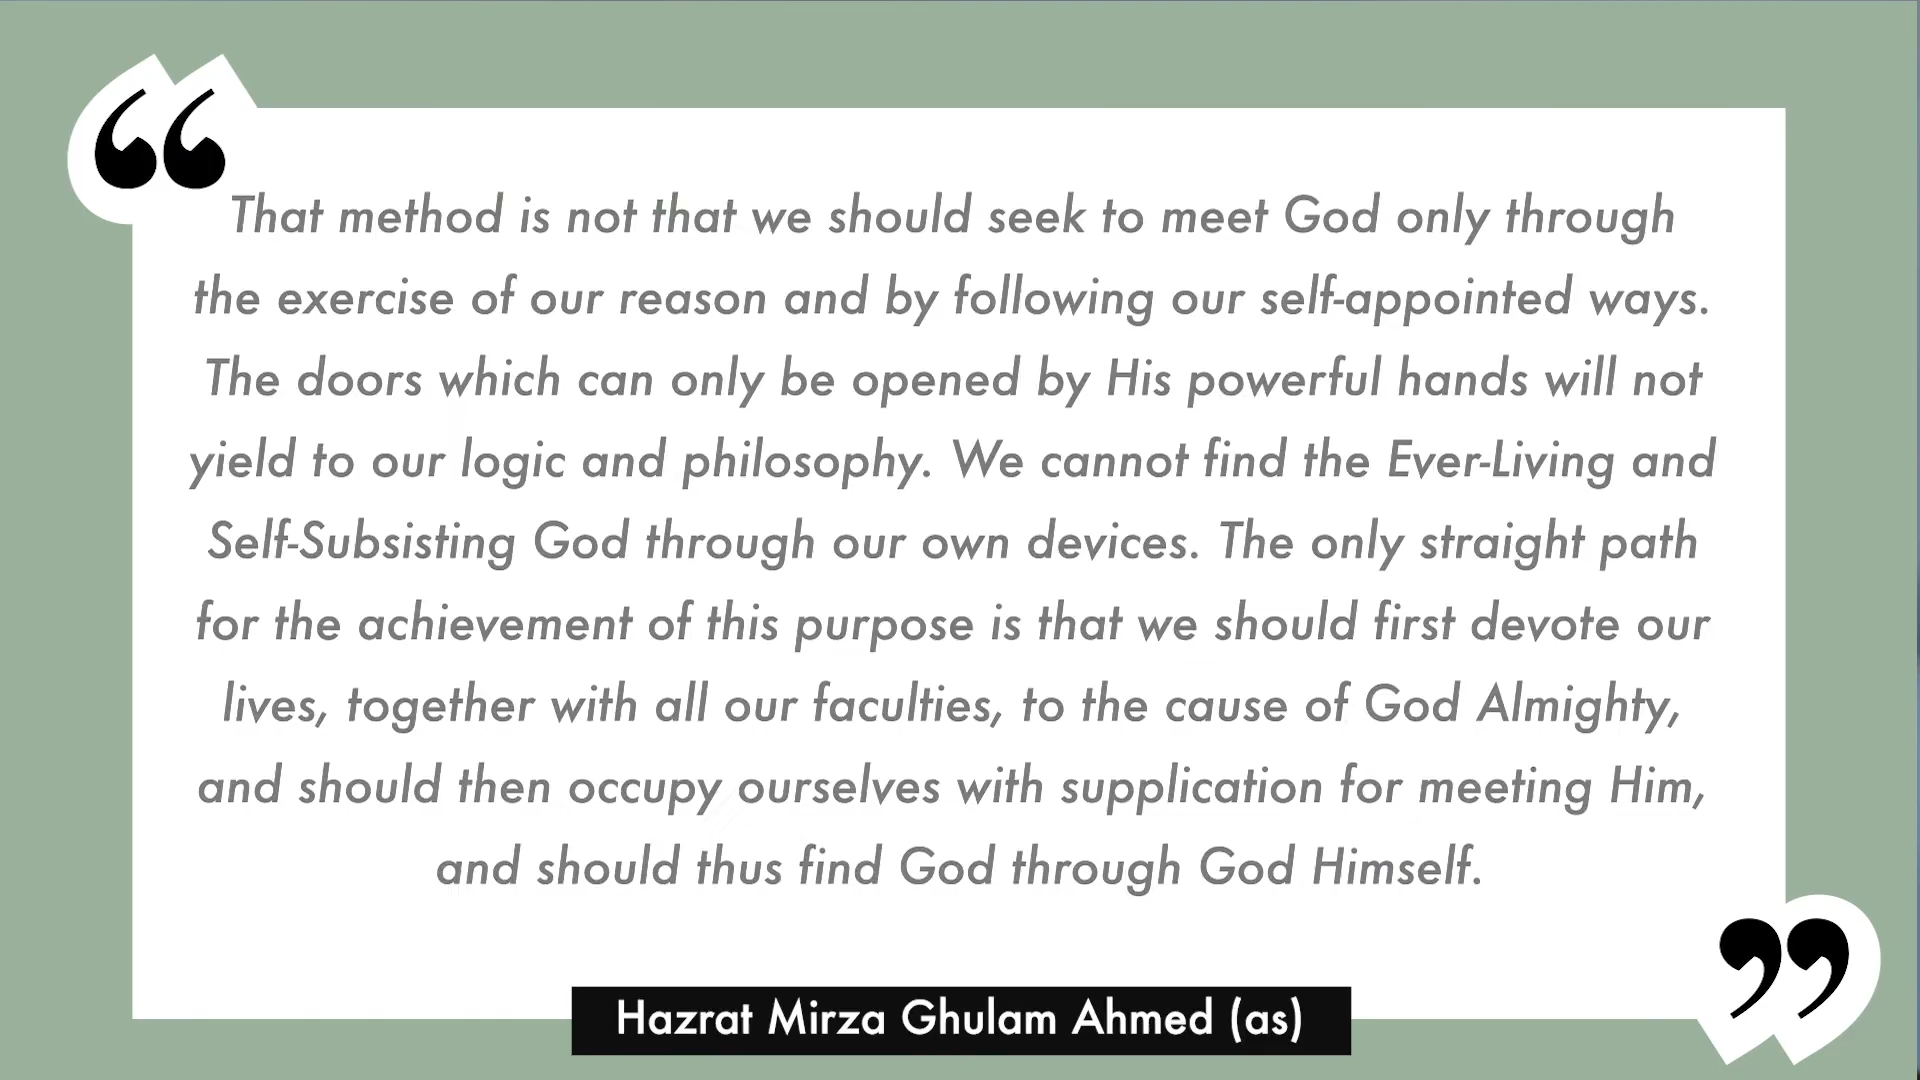 “
That method is not that we should seek to meet God only through
the exercise of our reason and by following our self-appointed ways.
The doors which can only be opened by His powerful hands will not
yield to our logic and philosophy. We cannot find the Ever-Living and
Self-Subsisting God through our own devices. The only straight path
for the achievement of this purpose is that we should first devote our
lives, together with all our faculties, to the cause of God Almighty,
and should then occupy ourselves with supplication for meeting Him,
and should thus find God through God Himself.
”
Hazrat Mirza Ghulam Ahmed (as)